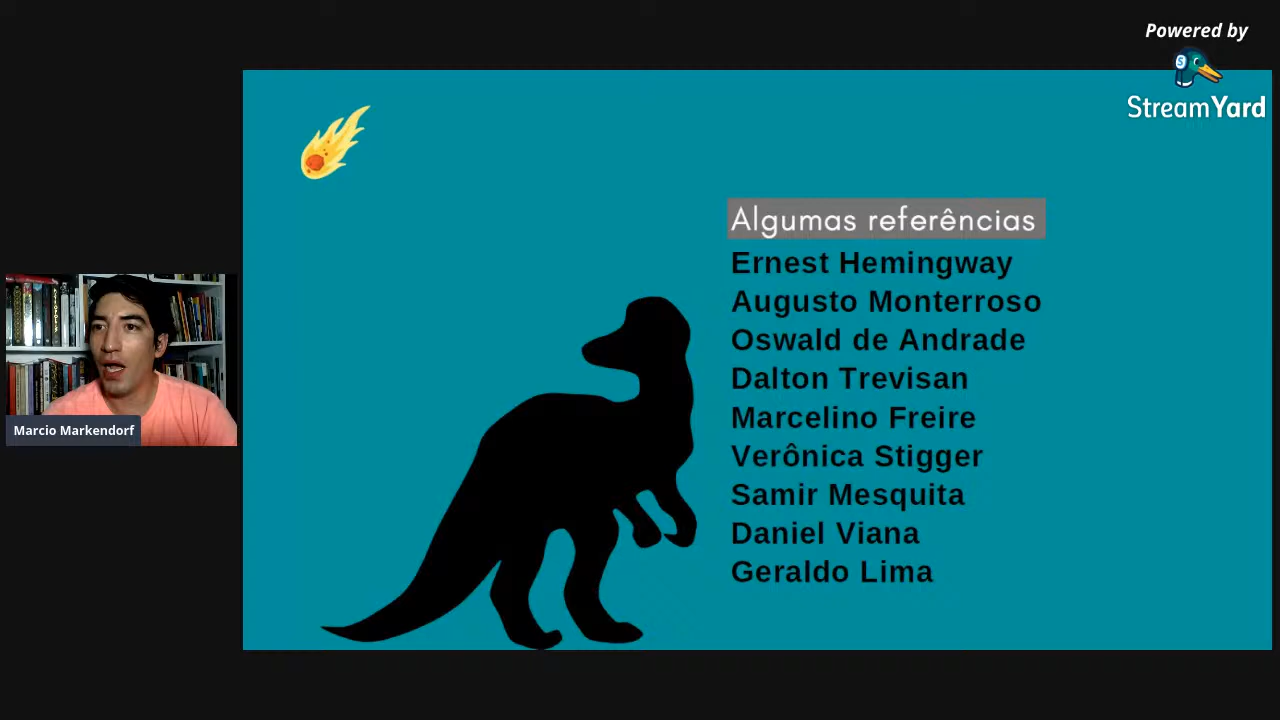 Powered by
StreamYard
Algumas referências
Ernest Hemingway
Augusto Monterroso
Oswald de Andrade
Dalton Trevisan
Marcelino Freire
Verônica Stigger
Samir Mesquita
Daniel Viana
Geraldo Lima
Marcio Markendorf